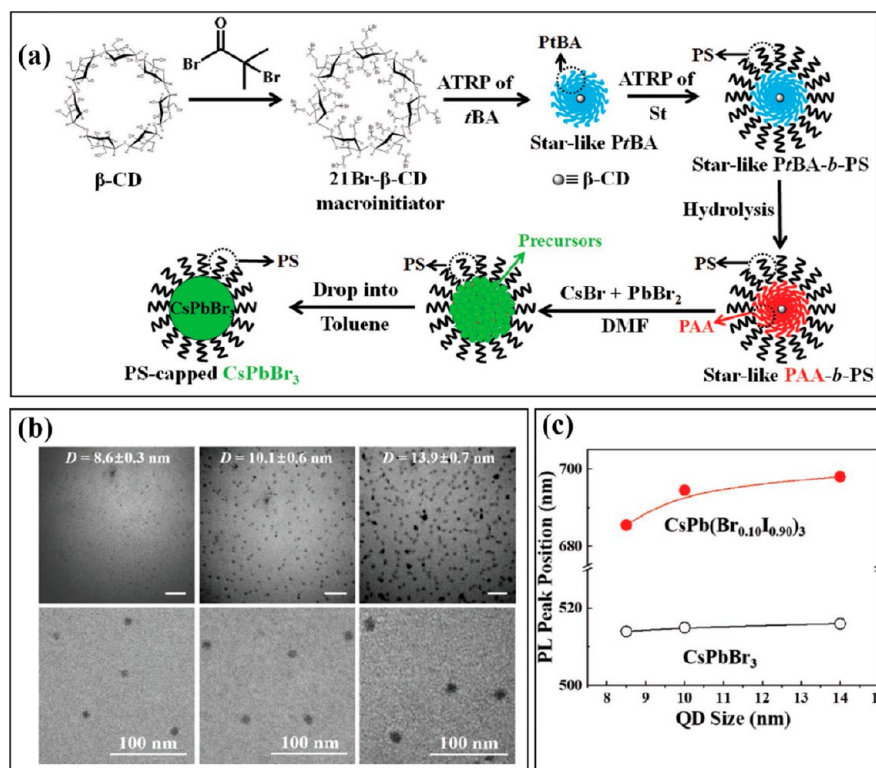 (a)
O
Br
Br
β-CD
21Br-β-CD
macroinitiator
ATRP of
tBA
PtBA
Star-like PtBA
≡ β-CD
ATRP of
St
PS
Star-like PtBA-b-PS
Hydrolysis
PS
PAA
Star-like PAA-b-PS
CsBr + PbBr2
DMF
Precursors
PS
Drop into
Toluene
PS
CsPbBr
PS-capped CsPbBr3
(b)
D = 8.6±0.3 nm
D = 10.1±0.6 nm
D = 13.9±0.7 nm
100 nm
100 nm
100 nm
(c)
PL Peak Position (nm)
700
680
520
500
CsPb(Br0.10I0.90)3
CsPbBr3
8 9 10 11 12 13 14 1
QD Size (nm)